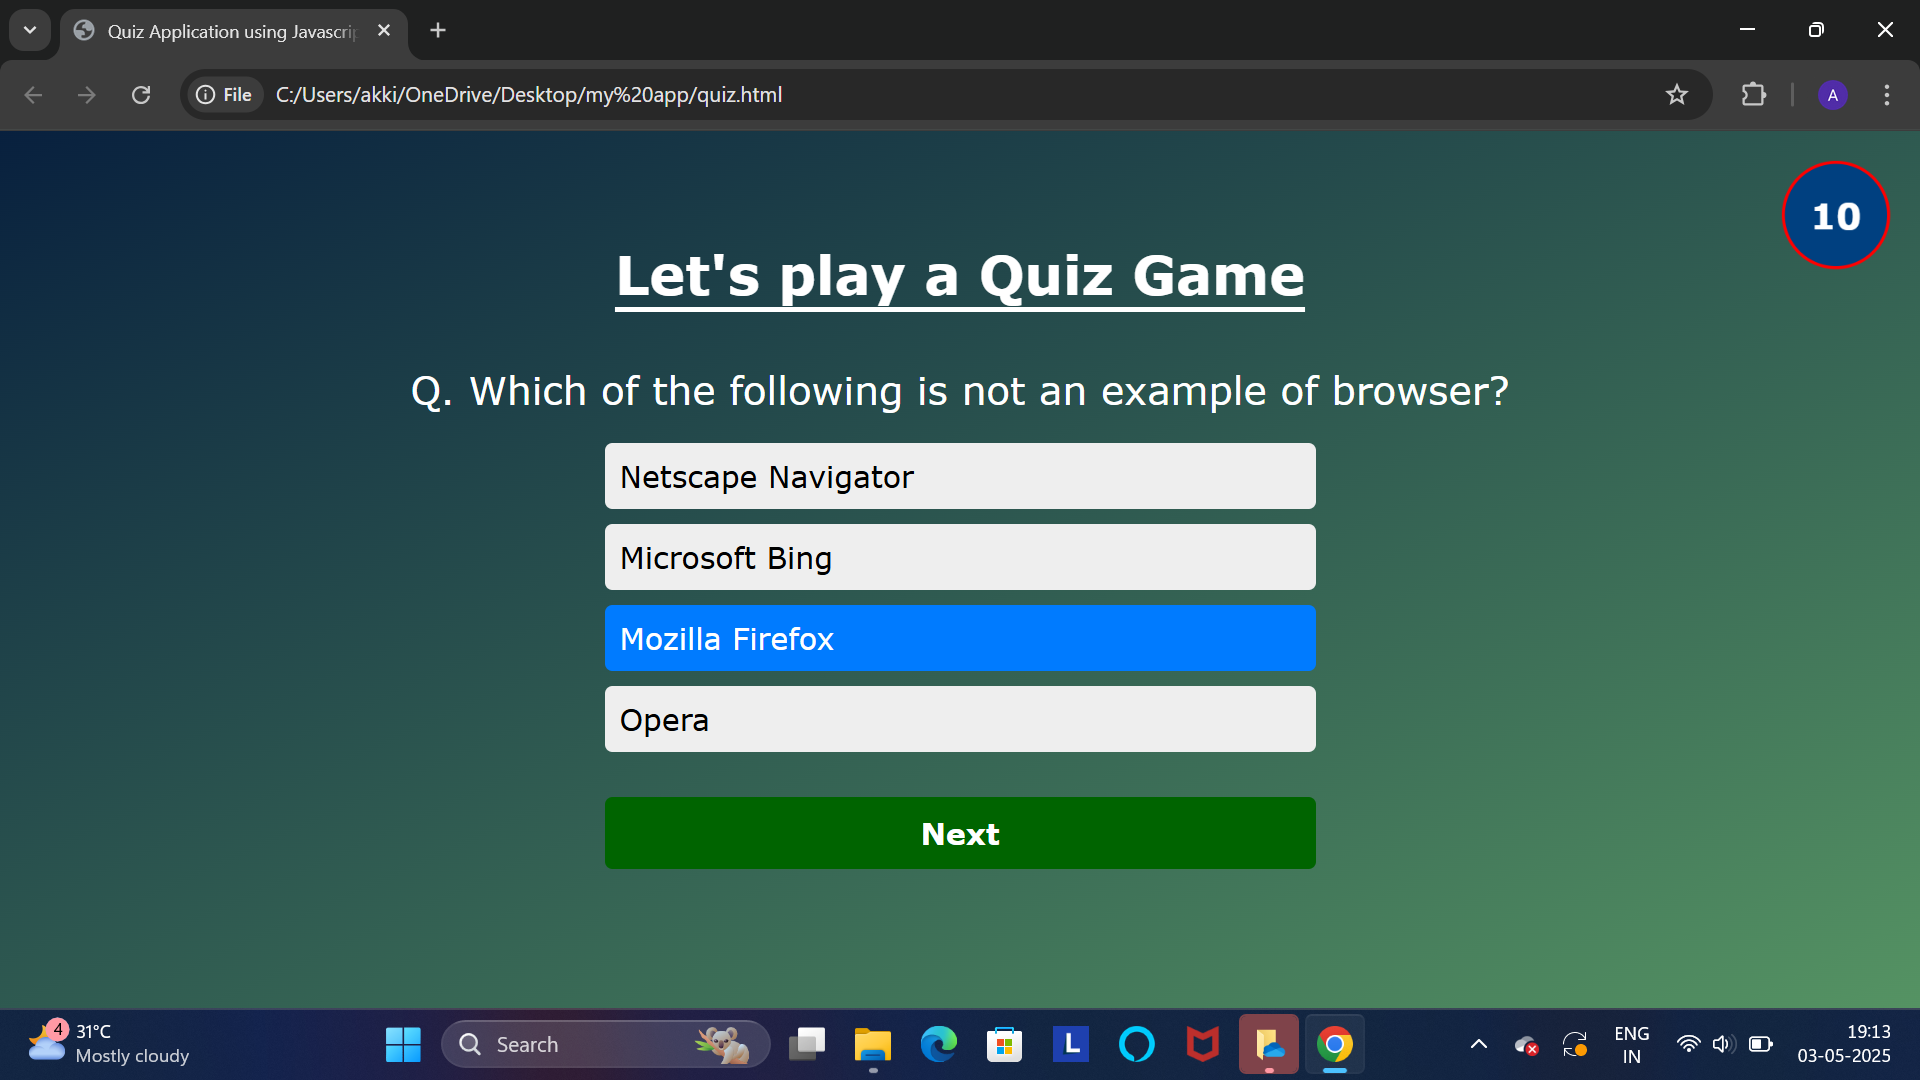 Quiz Application using Javascrip
File C:/Users/akki/OneDrive/Desktop/my%20app/quiz.html
A
10
Let's play a Quiz Game
Q. Which of the following is not an example of browser?
Netscape Navigator
Microsoft Bing
Mozilla Firefox
Opera
Next
4
31°C
Mostly cloudy
Search
L
ENG
IN
19:13
03-05-2025